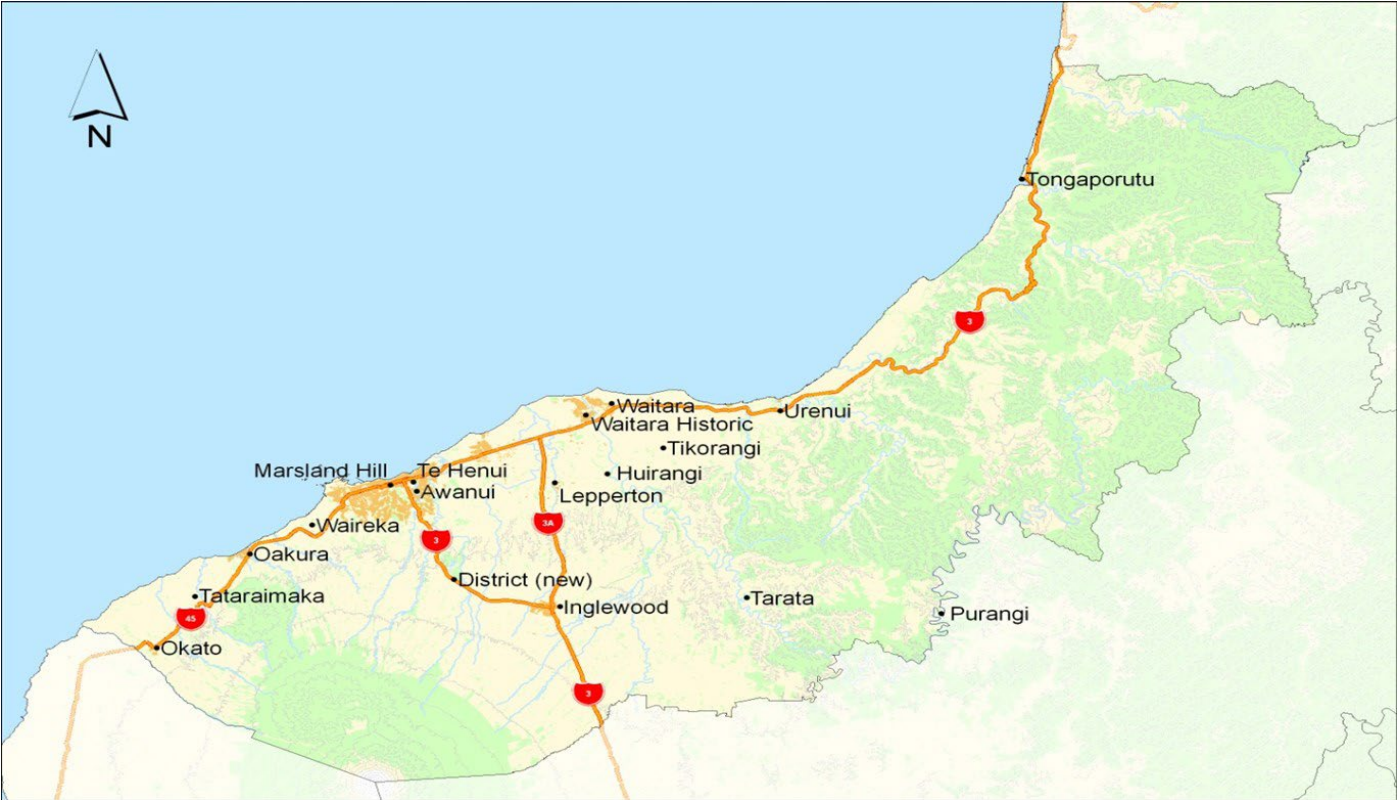 N
Tongaporutu
3
Waitara
Urenui
Waitara Historic
Tikorangi
Marsland Hill
Te Henui
Huirangi
Awanui
Lepperton
3A
Waireka
3
Oakura
District (new)
Tataraimaka
Inglewood
Tarata
Purangi
45
Okato
3